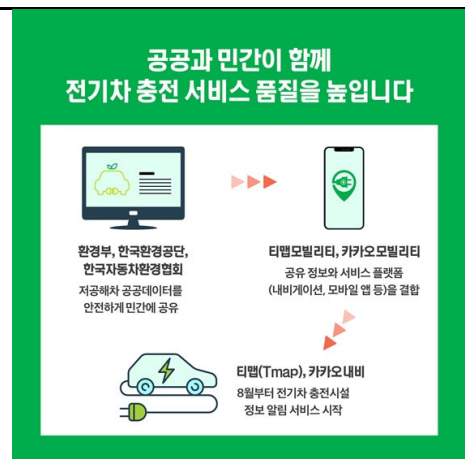 공공과 민간이 함께
전기차 충전 서비스 품질을 높입니다
환경부, 한국환경공단,
한국자동차환경협회
저공해차 공공데이터를
안전하게 민간에 공유
티맵모빌리티, 카카오모빌리티
공유 정보와 서비스 플랫폼
(내비게이션, 모바일 앱 등)을 결합
티맵(Tmap), 카카오내비
8월부터 전기차 충전시설
정보 알림 서비스 시작